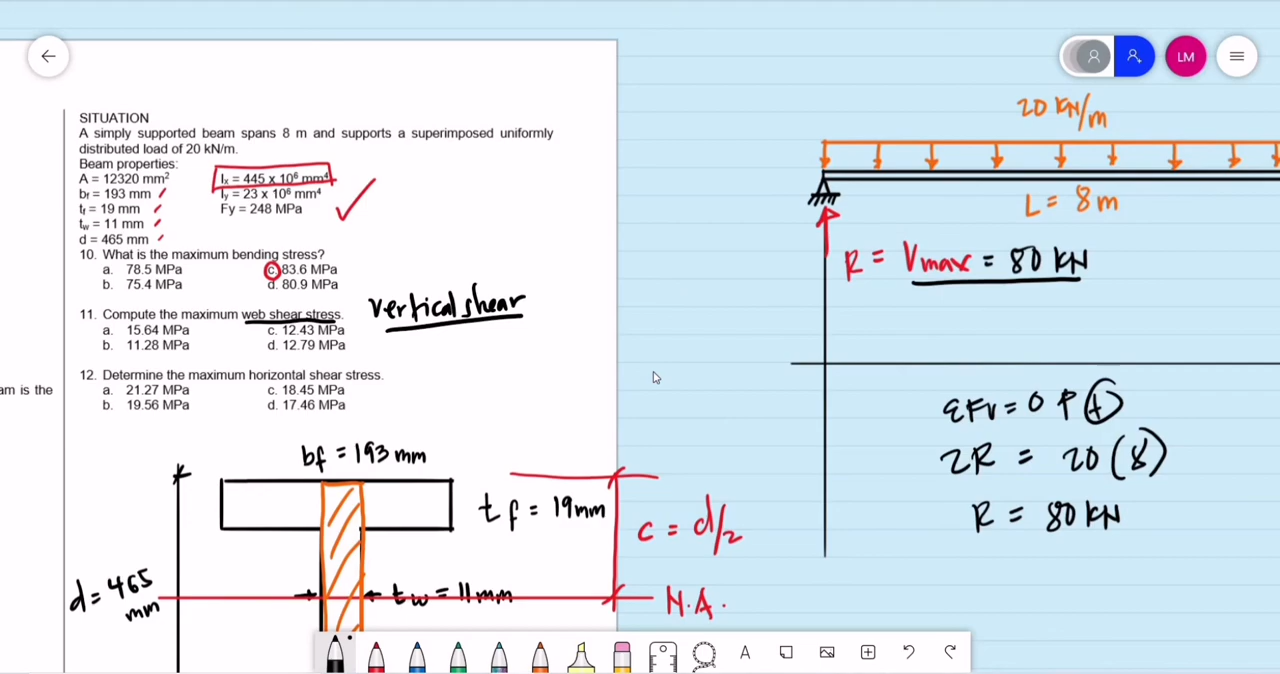 LM
SITUATION
A simply supported beam spans 8 m and supports a superimposed uniformly
distributed load of 20 kN/m.
Beam properties:
A = 12320 mm² Iₓ = 445 x 10⁶ mm⁴
bf = 193 mm Iy = 23 x 10⁶ mm⁴
tf = 19 mm Fy = 248 MPa
tw = 11 mm
d = 465 mm
10. What is the maximum bending stress?
a. 78.5 MPa c. 83.6 MPa
b. 75.4 MPa d. 80.9 MPa
11. Compute the maximum web shear stress.
a. 15.64 MPa c. 12.43 MPa
b. 11.28 MPa d. 12.79 MPa
vertical shear
am is the
12. Determine the maximum horizontal shear stress.
a. 21.27 MPa c. 18.45 MPa
b. 19.56 MPa d. 17.46 MPa
bf = 193 mm
tf = 19mm
c = d/2
d = 465
mm
tw = 11mm
N.A.
20 KN/m
L = 8m
R = Vmax = 80 KN
ΣFv = 0 ↑ +
2R = 20 (8)
R = 80 KN
A